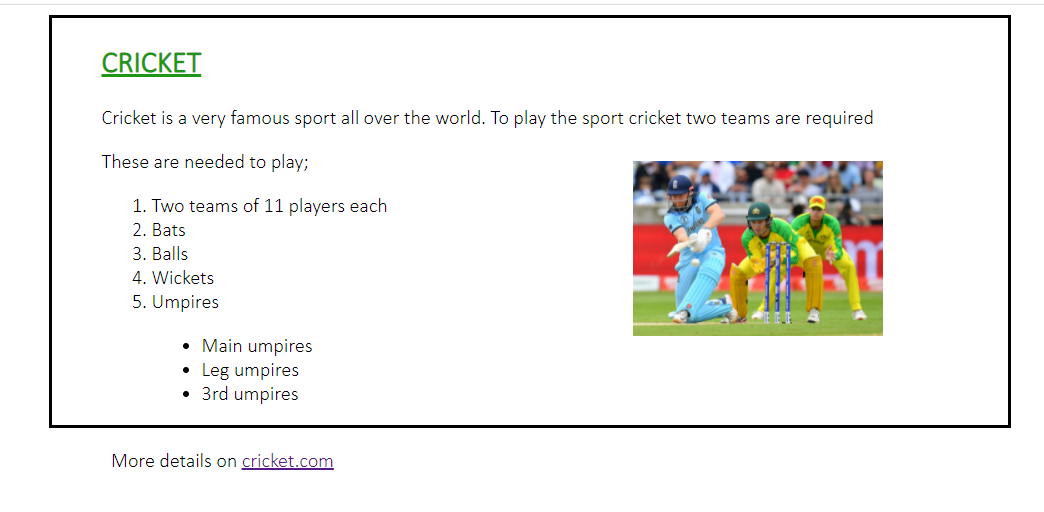 CRICKET
Cricket is a very famous sport all over the world. To play the sport cricket two teams are required
These are needed to play;
1. Two teams of 11 players each
2. Bats
3. Balls
4. Wickets
5. Umpires
• Main umpires
• Leg umpires
• 3rd umpires
More details on cricket.com